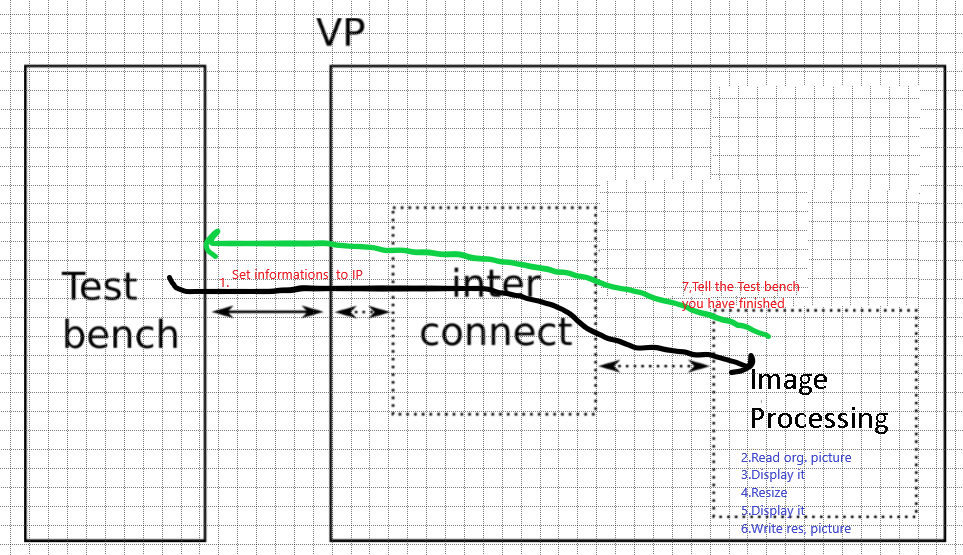 VP
Test
bench
1. Set informations to IP
inter
connect
7,Tell the Test bench
you have finished
Image
Processing
2.Read org. picture
3.Display it
4.Resize
5.Display it
6.Write res, picture